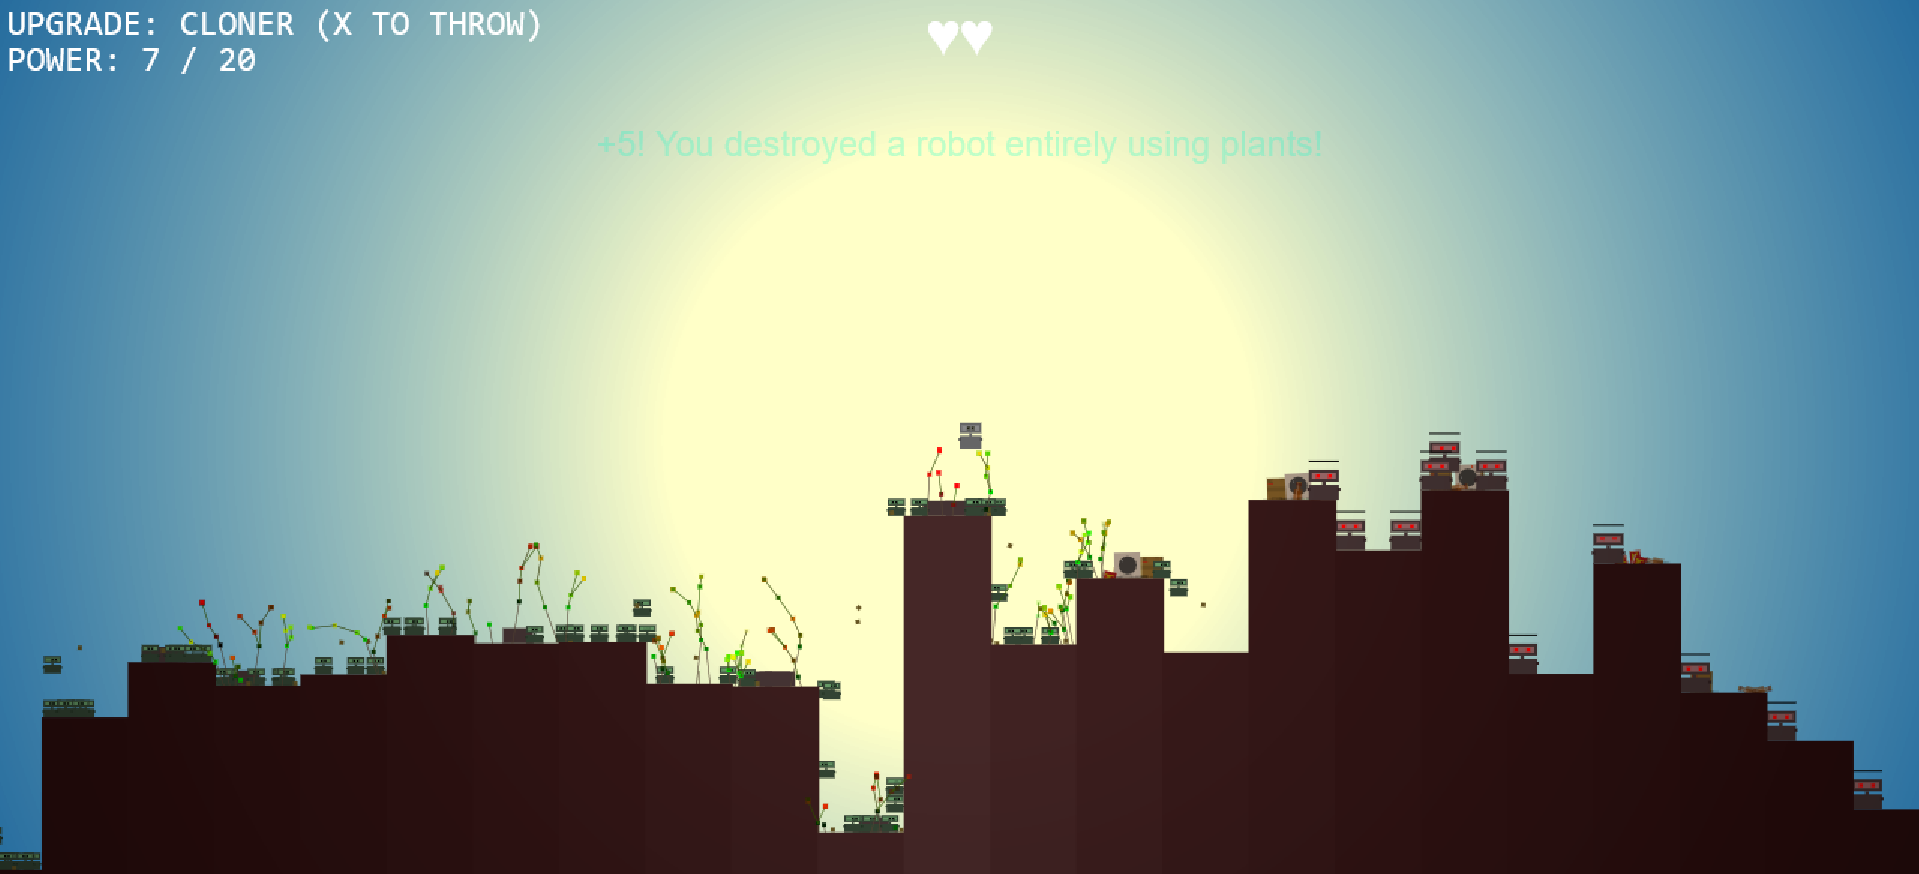 UPGRADE: CLONER (X TO THROW)
POWER: 7 / 20
+5! You destroyed a robot entirely using plants!